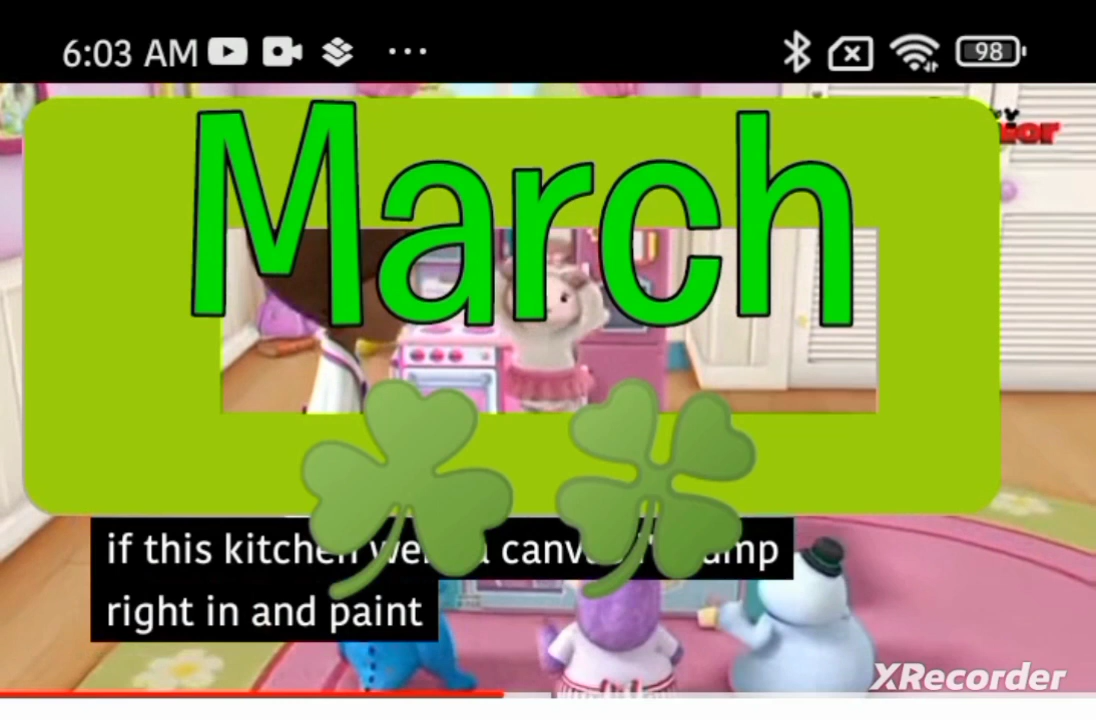 6:03 AM
98
March
if this kitchen canv
right in and paint
XRecorder